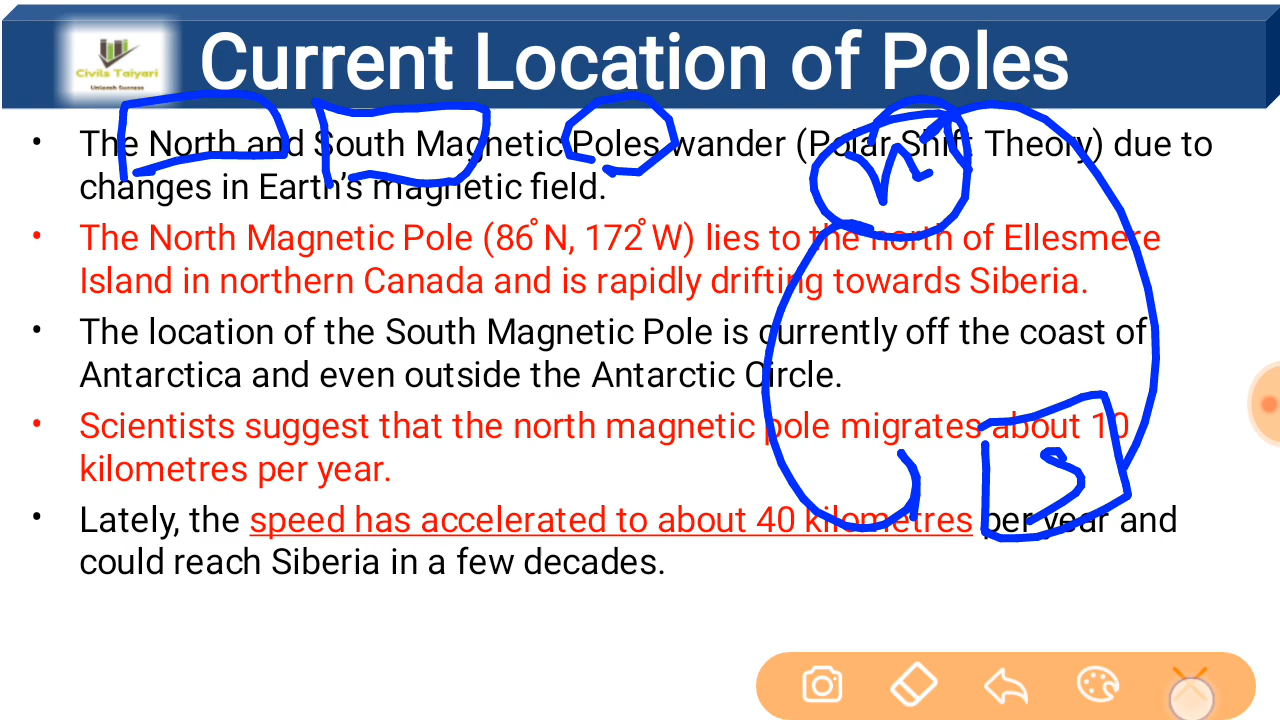 Civils Taiyari
Unleash Success
Current Location of Poles
• The North and South Magnetic Poles wander (Polar Shift Theory) due to
changes in Earth's magnetic field.
• The North Magnetic Pole (86° N, 172° W) lies to the north of Ellesmere
Island in northern Canada and is rapidly drifting towards Siberia.
• The location of the South Magnetic Pole is currently off the coast of
Antarctica and even outside the Antarctic Circle.
• Scientists suggest that the north magnetic pole migrates about 10
kilometres per year.
• Lately, the speed has accelerated to about 40 kilometres per year and
could reach Siberia in a few decades.
n
S